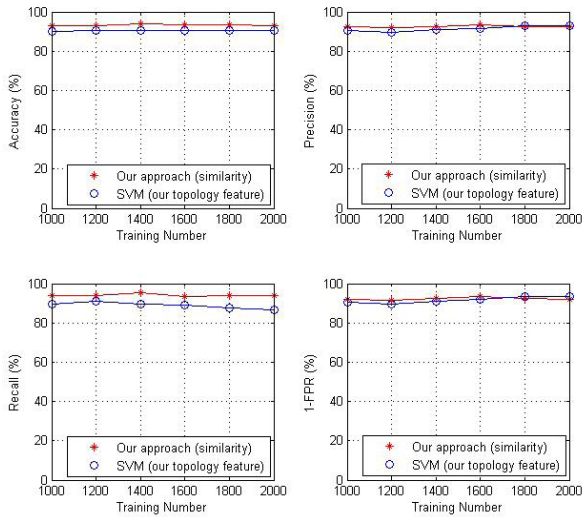 100
80
60
40
20
0
Accuracy (%)
Our approach (similarity)
SVM (our topology feature)
1000 1200 1400 1600 1800 2000
Training Number
100
80
60
40
20
0
Precision (%)
Our approach (similarity)
SVM (our topology feature)
1000 1200 1400 1600 1800 2000
Training Number
100
80
60
40
20
0
Recall (%)
Our approach (similarity)
SVM (our topology feature)
1000 1200 1400 1600 1800 2000
Training Number
100
80
60
40
20
0
1-FPR (%)
Our approach (similarity)
SVM (our topology feature)
1000 1200 1400 1600 1800 2000
Training Number